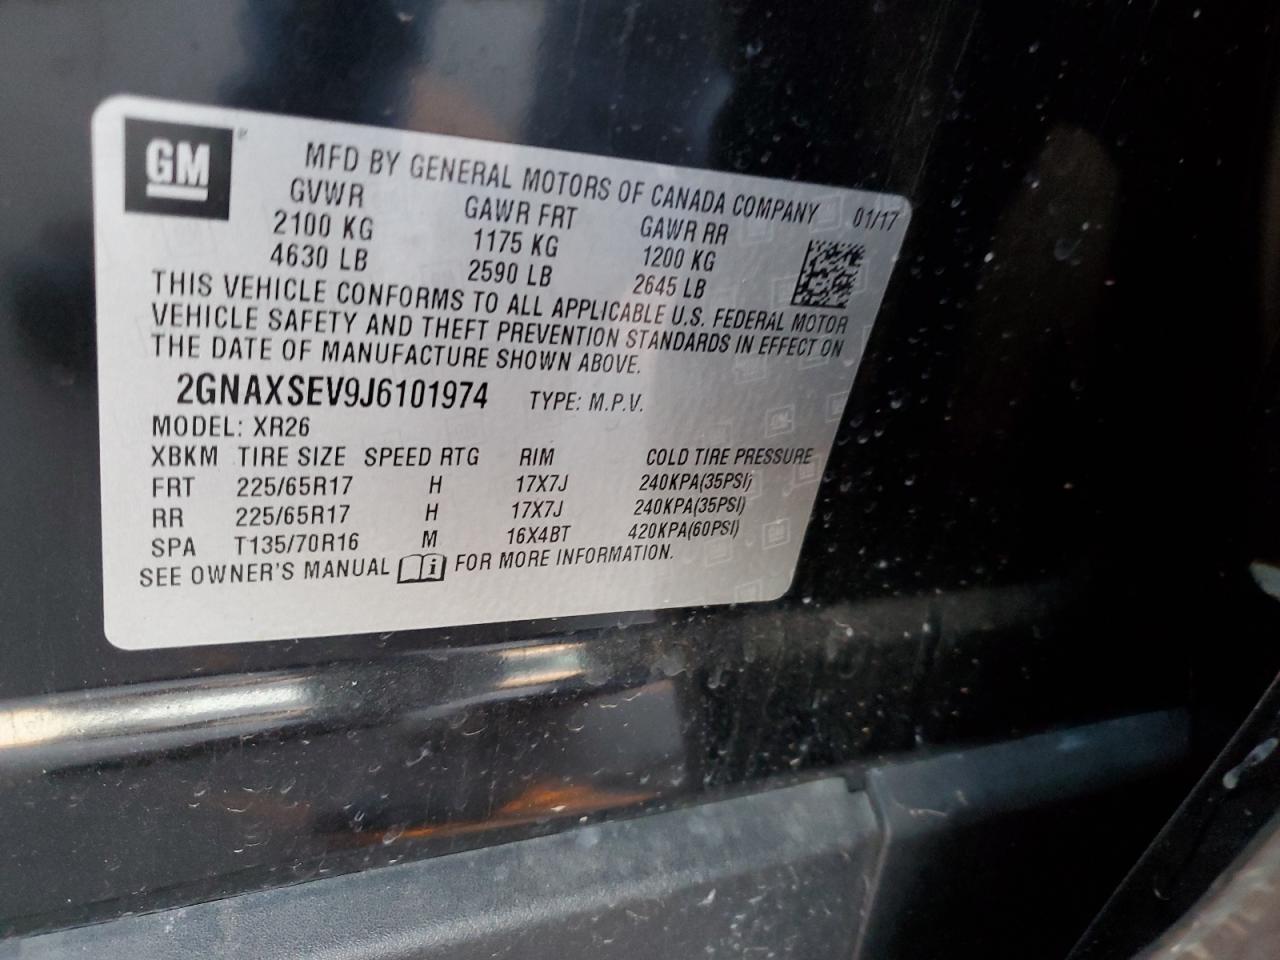 GM
MFD BY GENERAL MOTORS OF CANADA COMPANY 01/17
GVWR GAWR FRT GAWR RR
2100 KG 1175 KG 1200 KG
4630 LB 2590 LB 2645 LB
THIS VEHICLE CONFORMS TO ALL APPLICABLE U.S. FEDERAL MOTOR
VEHICLE SAFETY AND THEFT PREVENTION STANDARDS IN EFFECT ON
THE DATE OF MANUFACTURE SHOWN ABOVE.
2GNAXSEV9J6101974 TYPE: M.P.V.
MODEL: XR26
XBKM TIRE SIZE SPEED RTG RIM COLD TIRE PRESSURE
FRT 225/65R17 H 17X7J 240KPA(35PSI)
RR 225/65R17 H 17X7J 240KPA(35PSI)
SPA T135/70R16 M 16X4BT 420KPA(60PSI)
SEE OWNER'S MANUAL i FOR MORE INFORMATION.